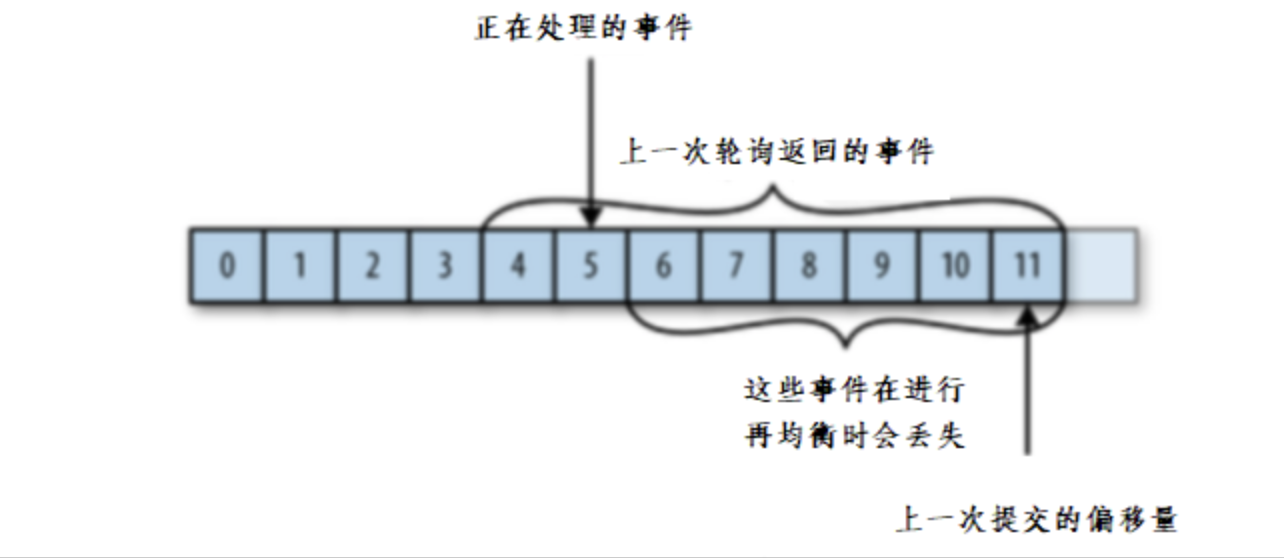 正在处理的事件
上一次轮询返回的事件
0 1 2 3 4 5 6 7 8 9 10 11
这些事件在进行
再均衡时会丢失
上一次提交的偏移量